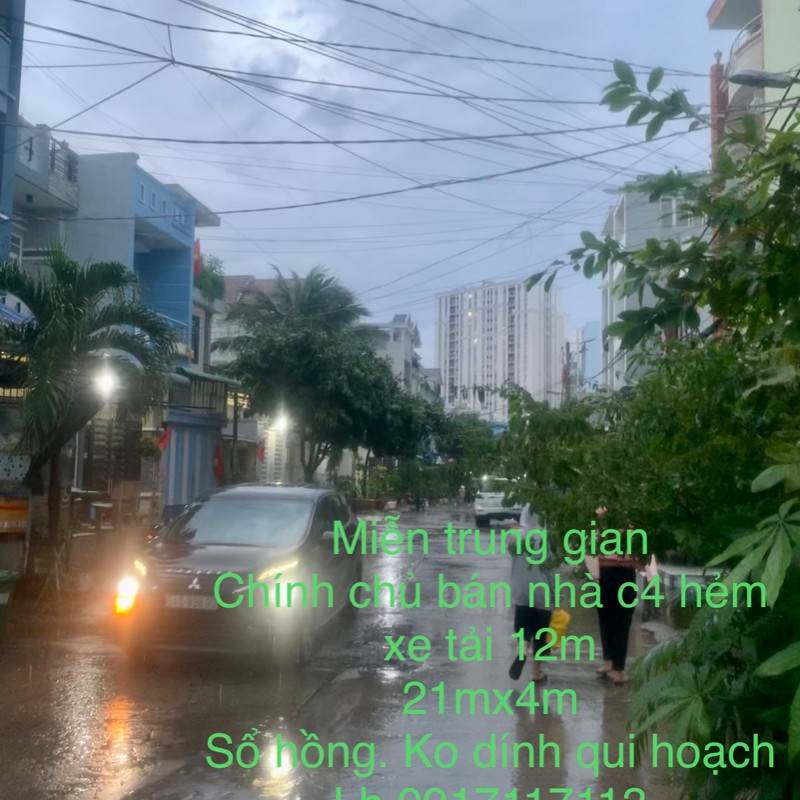 Miễn trung gian
Chính chủ bán nhà c4 hẻm
xe tải 12m
21mx4m
Sổ hồng. Ko dính qui hoạch